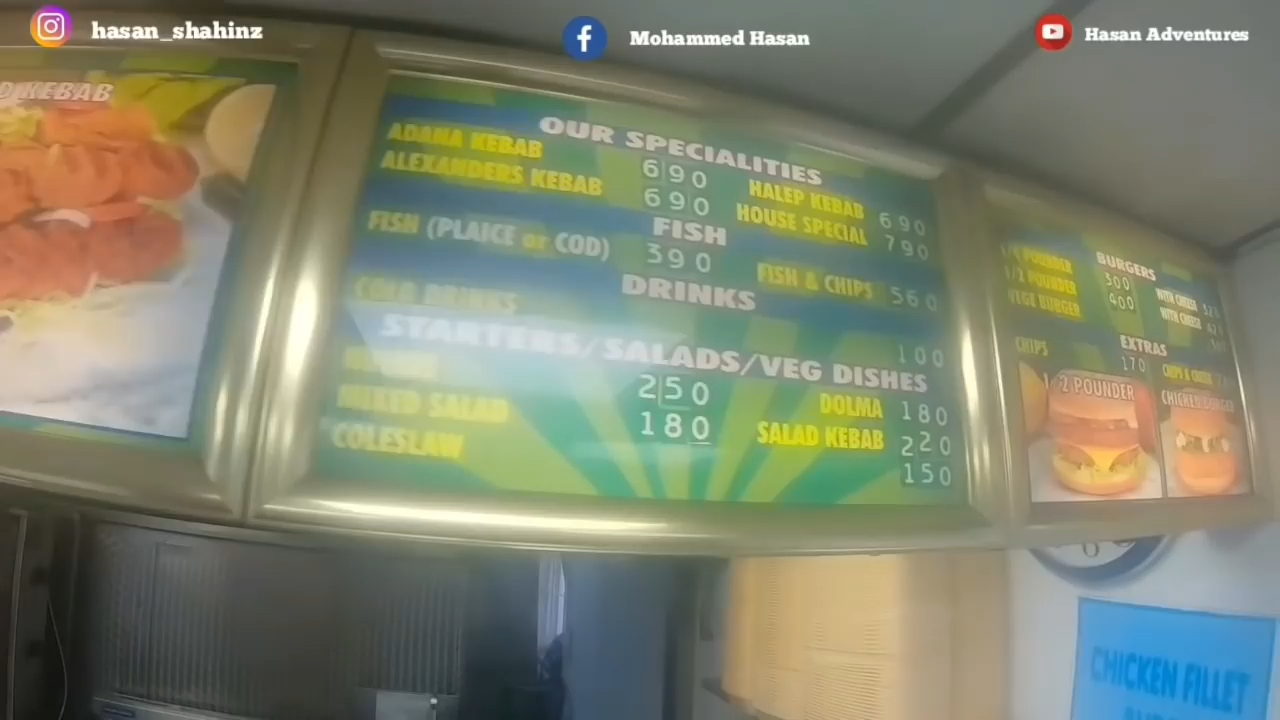 hasan_shahinz
Mohammed Hasan
Hasan Adventures
D KEBAB
OUR SPECIALITIES
ADANA KEBAB 690 HALEP KEBAB 690
ALEXANDERS KEBAB 690 HOUSE SPECIAL 790
FISH
FISH (PLAICE or COD) 390 FISH & CHIPS 560
DRINKS
COLD DRINKS 100
STARTERS/SALADS/VEG DISHES
250 DOLMA 180
MIXED SALAD 180 SALAD KEBAB 220
COLESLAW 150
BURGERS
1/4 POUNDER 300 WITH CHEESE
1/2 POUNDER 400 WITH CHEESE
VEGE BURGER
EXTRAS
CHIPS 170 CHIPS & CHEESE
1/2 POUNDER
CHICKEN BURGER
6
CHICKEN FILLET